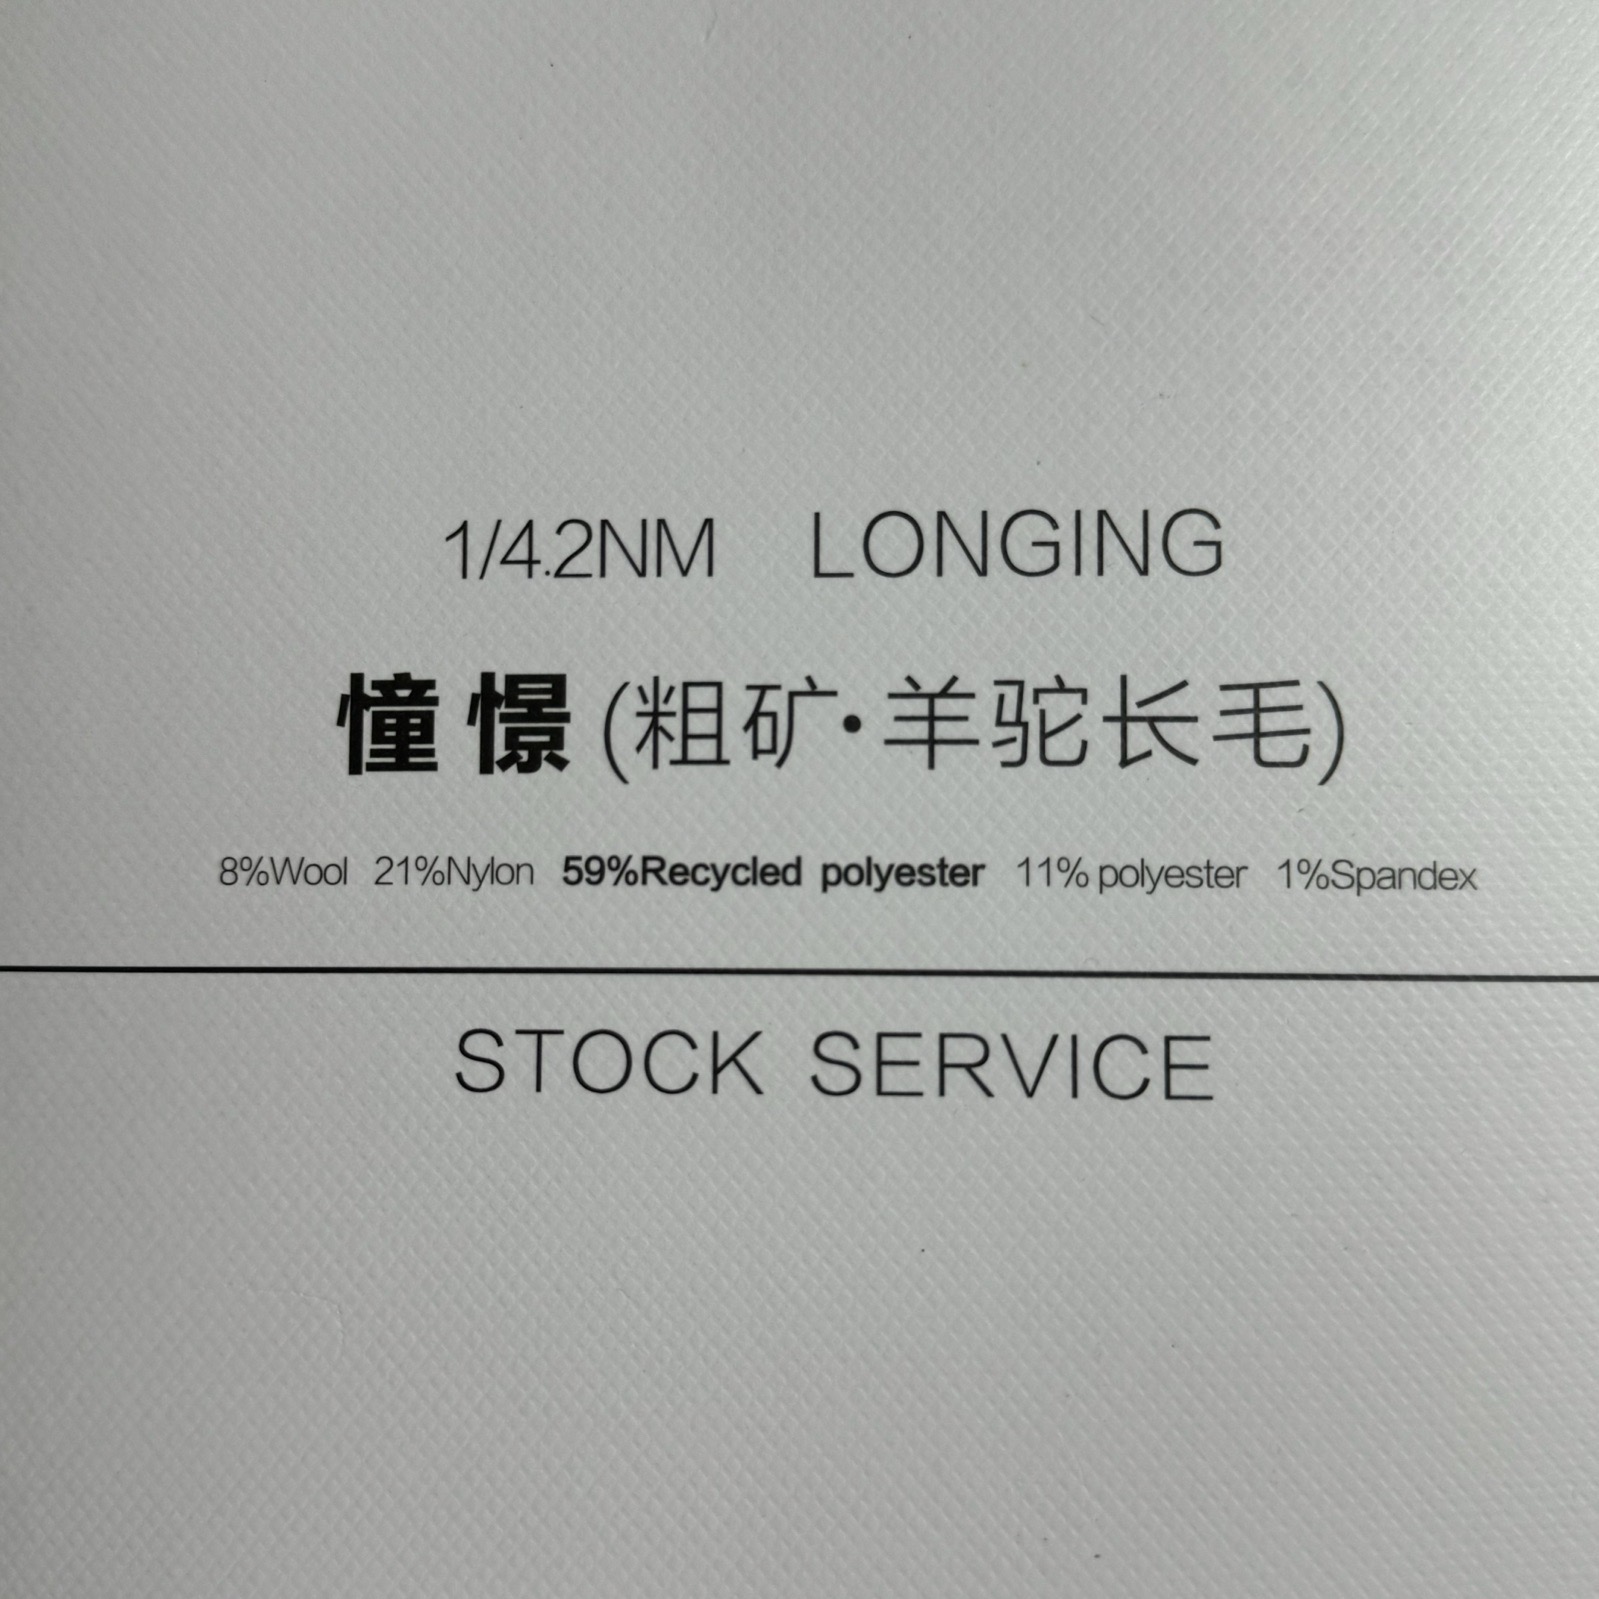 1/4.2NM LONGING
憧憬(粗矿·羊驼长毛)
8%Wool 21%Nylon 59%Recycled polyester 11% polyester 1%Spandex
STOCK SERVICE